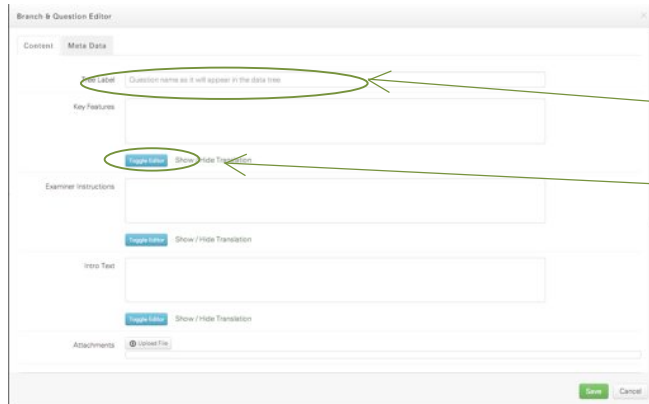 Branch & Question Editor
Content Meta Data
Tree Label Question name as it will appear in the data tree
Key Features
Toggle Editor Show / Hide Translation
Examiner Instructions
Toggle Editor Show / Hide Translation
Intro Text
Toggle Editor Show / Hide Translation
Attachments Upload File
Save Cancel